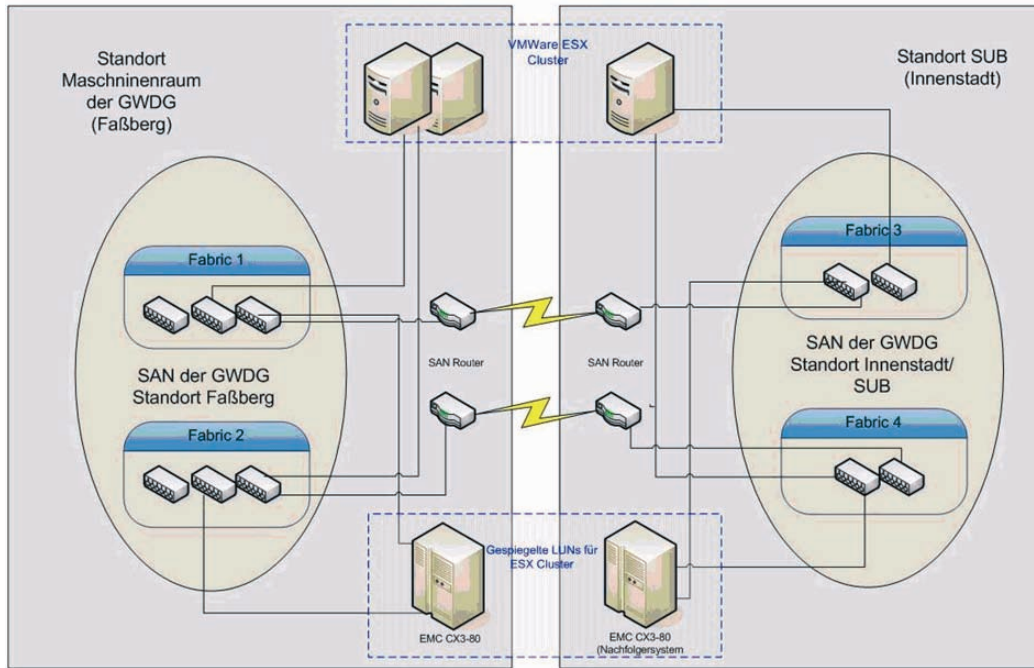 VMWare ESX
Cluster
Standort
Maschninenraum
der GWDG
(Faßberg)
Standort SUB
(Innenstadt)
Fabric 1
Fabric 3
SAN Router
SAN Router
SAN der GWDG
Standort Faßberg
SAN der GWDG
Standort Innenstadt/
SUB
Fabric 2
Fabric 4
Gespiegelte LUNs für
ESX Cluster
EMC CX3-80
EMC CX3-80
(Nachfolgersystem